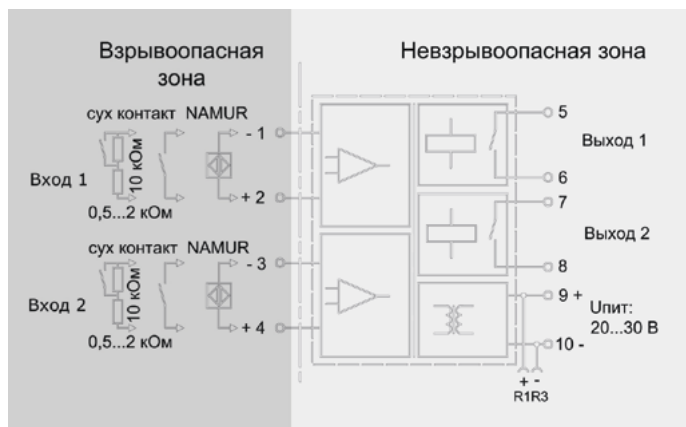 Взрывоопасная
зона
Невзрывоопасная зона
сух контакт NAMUR
- 1
10 кОм
Вход 1
+ 2
0,5...2 кОм
сух контакт NAMUR
- 3
10 кОм
Вход 2
+ 4
0,5...2 кОм
5
Выход 1
6
7
Выход 2
8
9 +
Uпит:
20...30 В
10 -
+ -
R1R3